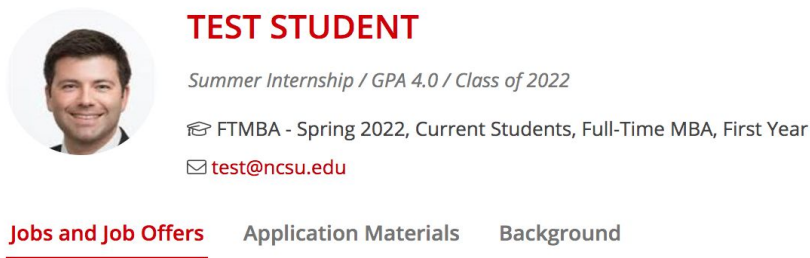 TEST STUDENT
Summer Internship / GPA 4.0 / Class of 2022
FTMBA - Spring 2022, Current Students, Full-Time MBA, First Year
test@ncsu.edu
Jobs and Job Offers Application Materials Background